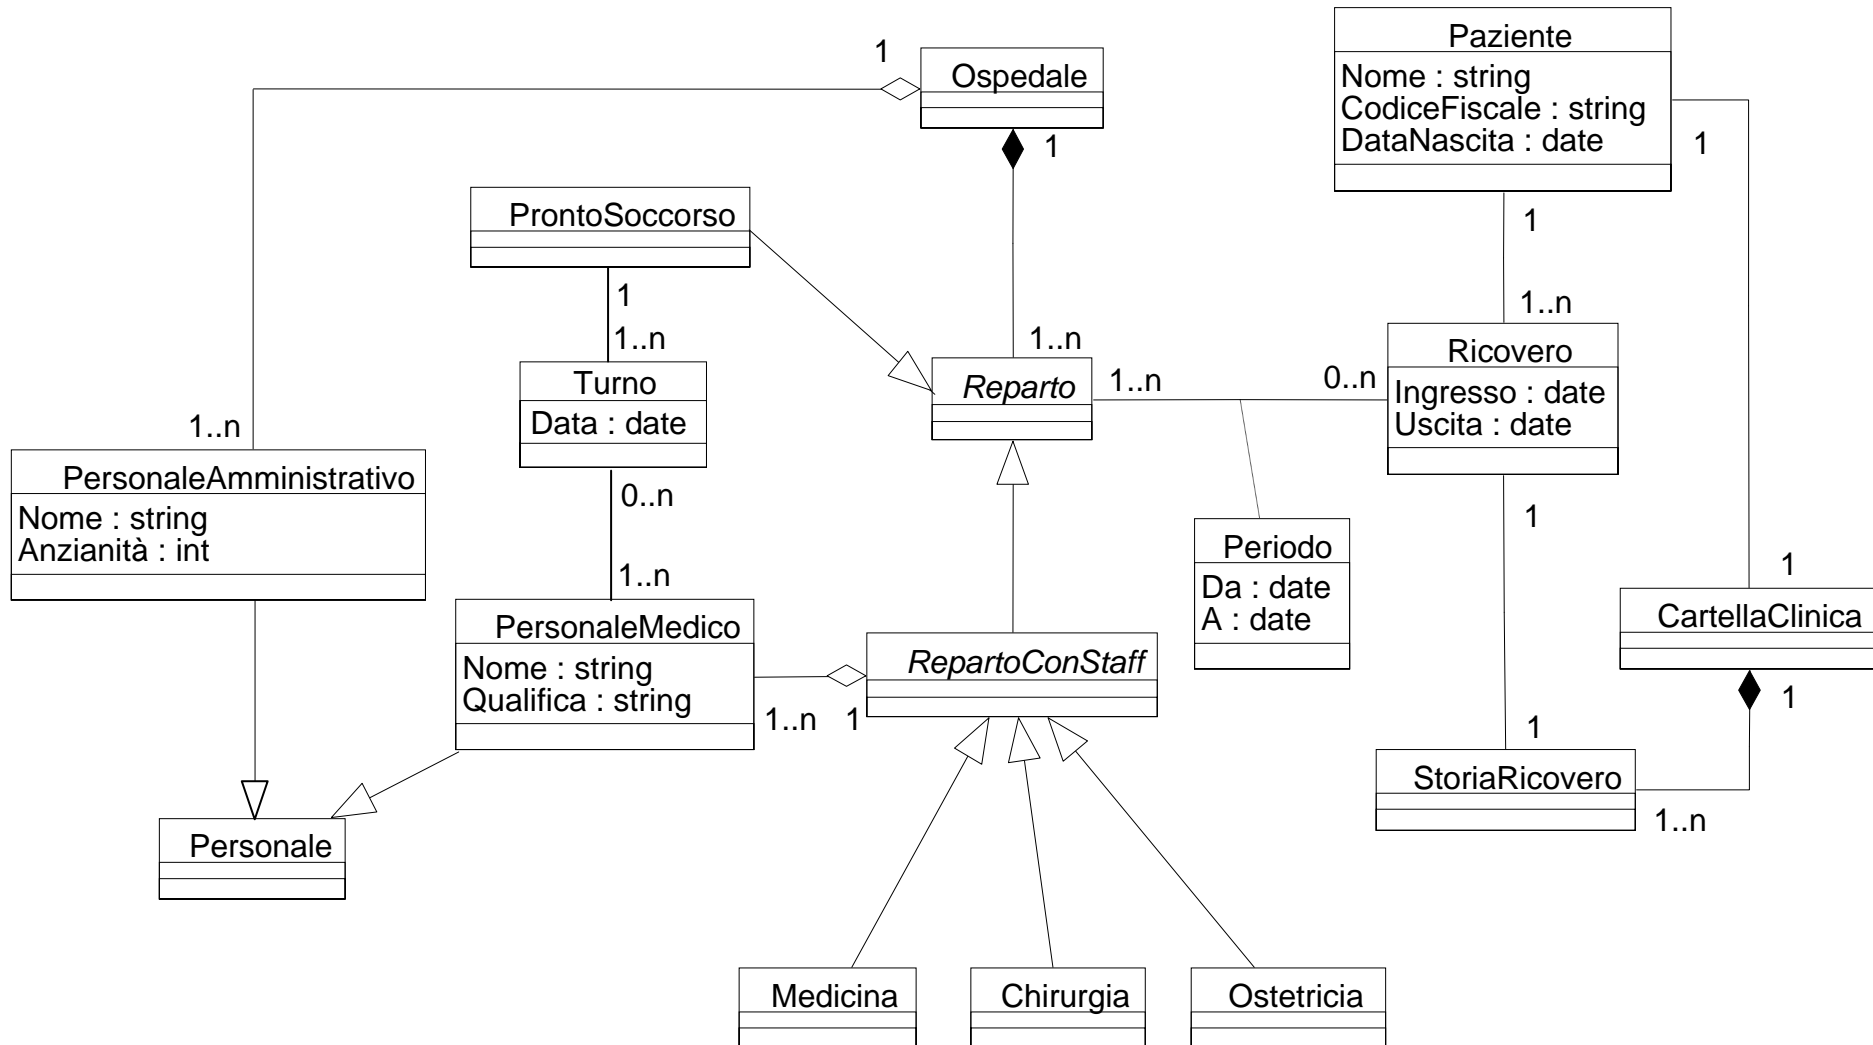 1
Ospedale
1
Paziente
Nome : string
CodiceFiscale : string
DataNascita : date
1
1
1..n
ProntoSoccorso
1
1..n
Turno
Data : date
0..n
1..n
1..n
Reparto
1..n
0..n
Ricovero
Ingresso : date
Uscita : date
1
1..n
PersonaleAmministrativo
Nome : string
Anzianità : int
PersonaleMedico
Nome : string
Qualifica : string
1..n
1
RepartoConStaff
Periodo
Da : date
A : date
1
CartellaClinica
1
1
StoriaRicovero
1..n
Personale
Medicina
Chirurgia
Ostetricia